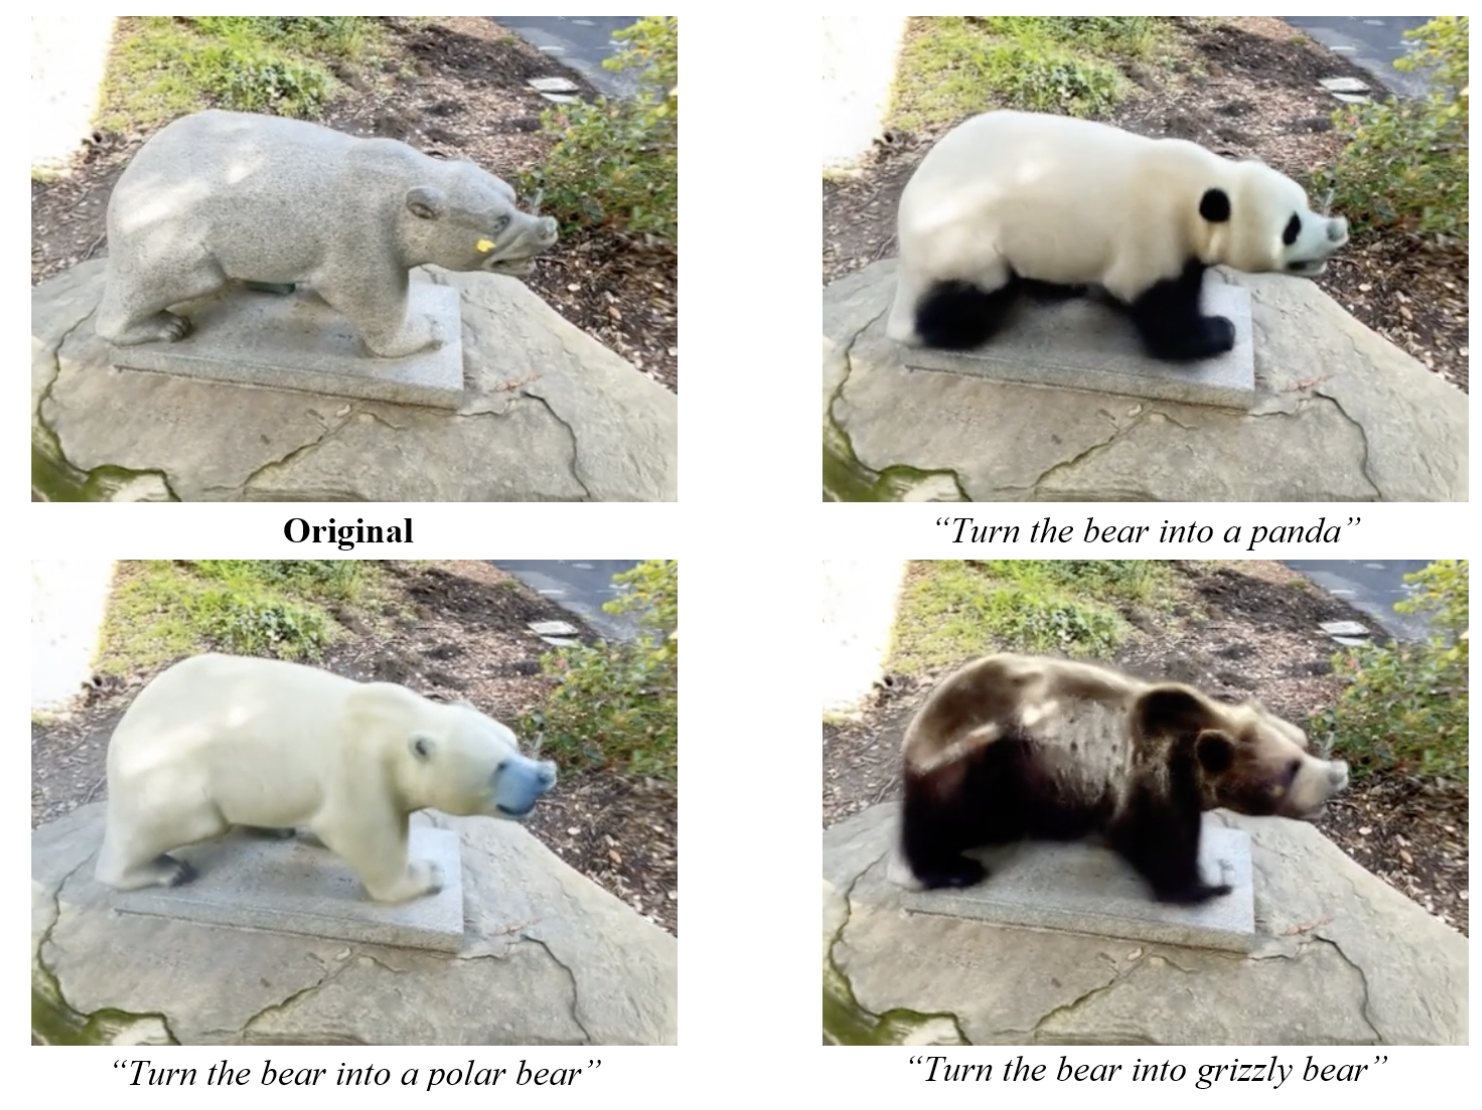 Original
“Turn the bear into a panda”
“Turn the bear into a polar bear”
“Turn the bear into grizzly bear”